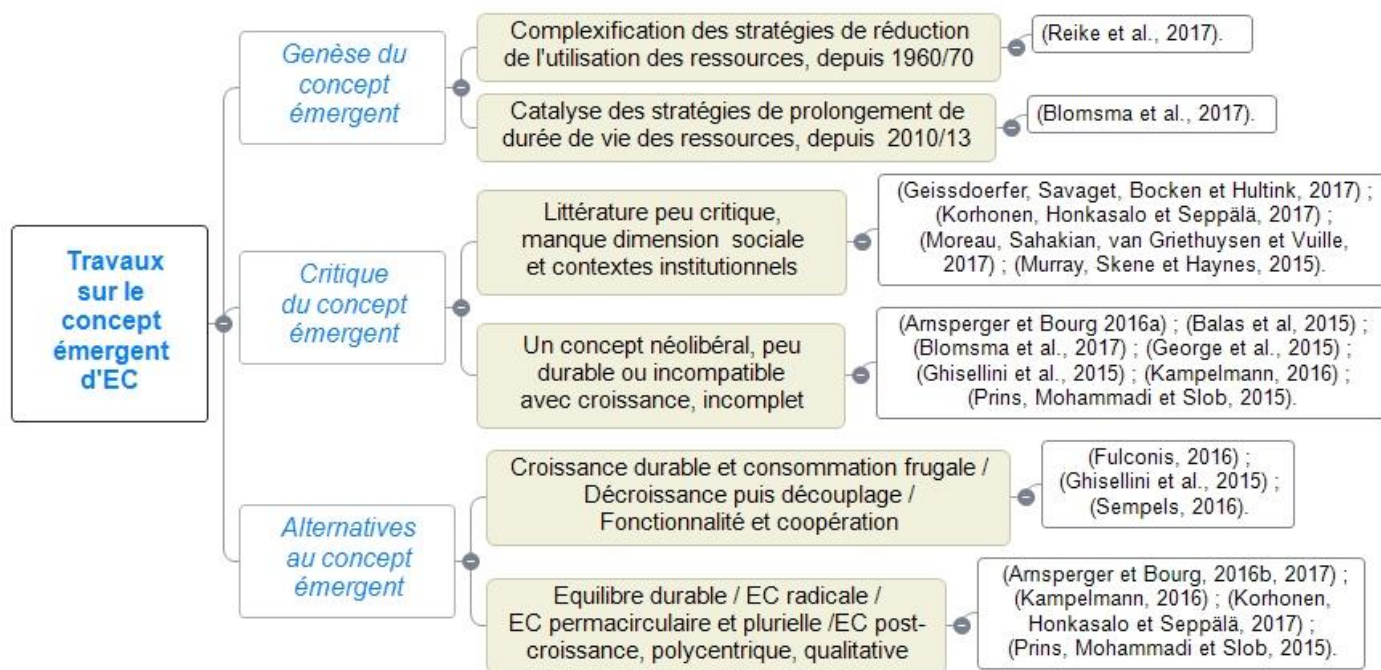 Travaux
sur le
concept
émergent
d'EC
Genèse du
concept
émergent
Complexification des stratégies de réduction
de l'utilisation des ressources, depuis 1960/70
(Reike et al., 2017).
Catalyse des stratégies de prolongement de
durée de vie des ressources, depuis 2010/13
(Blomsma et al., 2017).
Critique
du concept
émergent
Littérature peu critique,
manque dimension sociale
et contextes institutionnels
(Geissdoerfer, Savaget, Bocken et Hultink, 2017) ;
(Korhonen, Honkasalo et Seppälä, 2017) ;
(Moreau, Sahakian, van Griethuysen et Vuille,
2017) ; (Murray, Skene et Haynes, 2015).
Un concept néolibéral, peu
durable ou incompatible
avec croissance, incomplet
(Arnsperger et Bourg 2016a) ; (Balas et al, 2015) ;
(Blomsma et al., 2017) ; (George et al., 2015) ;
(Ghisellini et al., 2015) ; (Kampelmann, 2016) ;
(Prins, Mohammadi et Slob, 2015).
Alternatives
au concept
émergent
Croissance durable et consommation frugale /
Décroissance puis découplage /
Fonctionnalité et coopération
(Fulconis, 2016) ;
(Ghisellini et al., 2015) ;
(Sempels, 2016).
Equilibre durable / EC radicale /
EC permacirculaire et plurielle /EC post-
croissance, polycentrique, qualitative
(Arnsperger et Bourg, 2016b, 2017) ;
(Kampelmann, 2016) ; (Korhonen,
Honkasalo et Seppälä, 2017) ;
(Prins, Mohammadi et Slob, 2015).